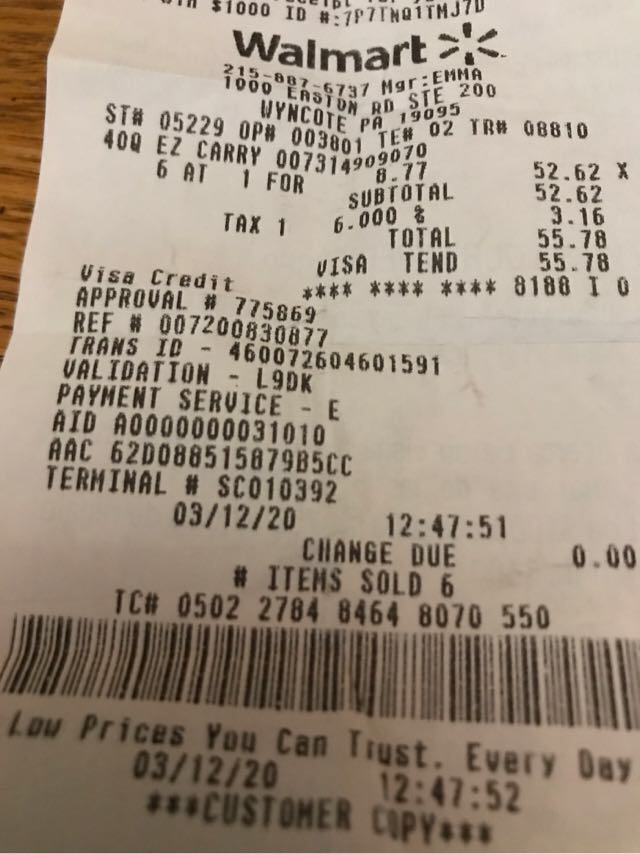 $1000 ID #:7P7TNQ1TMJ7D
Walmart
215-887-6737 Mgr:EMMA
1000 EASTON RD STE 200
WYNCOTE PA 19095
ST# 05229 OP# 003801 TE# 02 TR# 08810
40Q EZ CARRY 007314909070
6 AT 1 FOR 8.77 52.62 X
SUBTOTAL 52.62
TAX 1 6.000 % 3.16
TOTAL 55.78
VISA TEND 55.78
Visa Credit **** **** **** 8188 I 0
APPROVAL # 775869
REF # 007200830877
TRANS ID - 460072604601591
VALIDATION - L9DK
PAYMENT SERVICE - E
AID A0000000031010
AAC 62D088515879B5CC
TERMINAL # SC010392
03/12/20 12:47:51
CHANGE DUE 0.00
# ITEMS SOLD 6
TC# 0502 2784 8464 8070 550
Low Prices You Can Trust. Every Day
03/12/20 12:47:52
***CUSTOMER COPY***